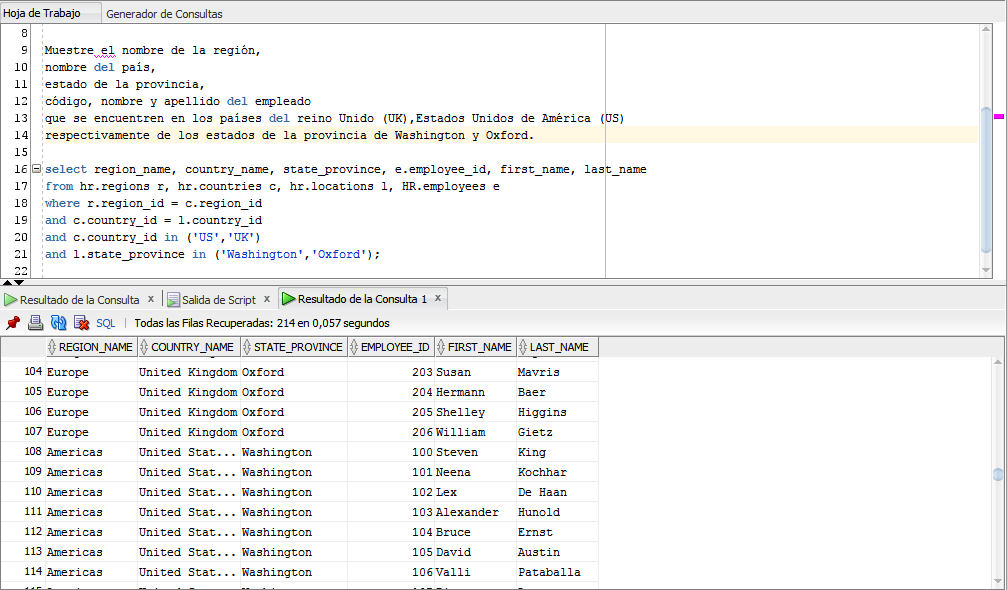 Hoja de Trabajo Generador de Consultas
8
9 Muestre el nombre de la región,
10 nombre del país,
11 estado de la provincia,
12 código, nombre y apellido del empleado
13 que se encuentren en los países del reino Unido (UK),Estados Unidos de América (US)
14 respectivamente de los estados de la provincia de Washington y Oxford.
15
16 select region_name, country_name, state_province, e.employee_id, first_name, last_name
17 from hr.regions r, hr.countries c, hr.locations l, HR.employees e
18 where r.region_id = c.region_id
19 and c.country_id = l.country_id
20 and c.country_id in ('US','UK')
21 and l.state_province in ('Washington','Oxford');
22
Resultado de la Consulta x Salida de Script x Resultado de la Consulta 1 x
SQL | Todas las Filas Recuperadas: 214 en 0,057 segundos
REGION_NAME COUNTRY_NAME STATE_PROVINCE EMPLOYEE_ID FIRST_NAME LAST_NAME
104 Europe United Kingdom Oxford 203 Susan Mavris
105 Europe United Kingdom Oxford 204 Hermann Baer
106 Europe United Kingdom Oxford 205 Shelley Higgins
107 Europe United Kingdom Oxford 206 William Gietz
108 Americas United Stat... Washington 100 Steven King
109 Americas United Stat... Washington 101 Neena Kochhar
110 Americas United Stat... Washington 102 Lex De Haan
111 Americas United Stat... Washington 103 Alexander Hunold
112 Americas United Stat... Washington 104 Bruce Ernst
113 Americas United Stat... Washington 105 David Austin
114 Americas United Stat... Washington 106 Valli Pataballa